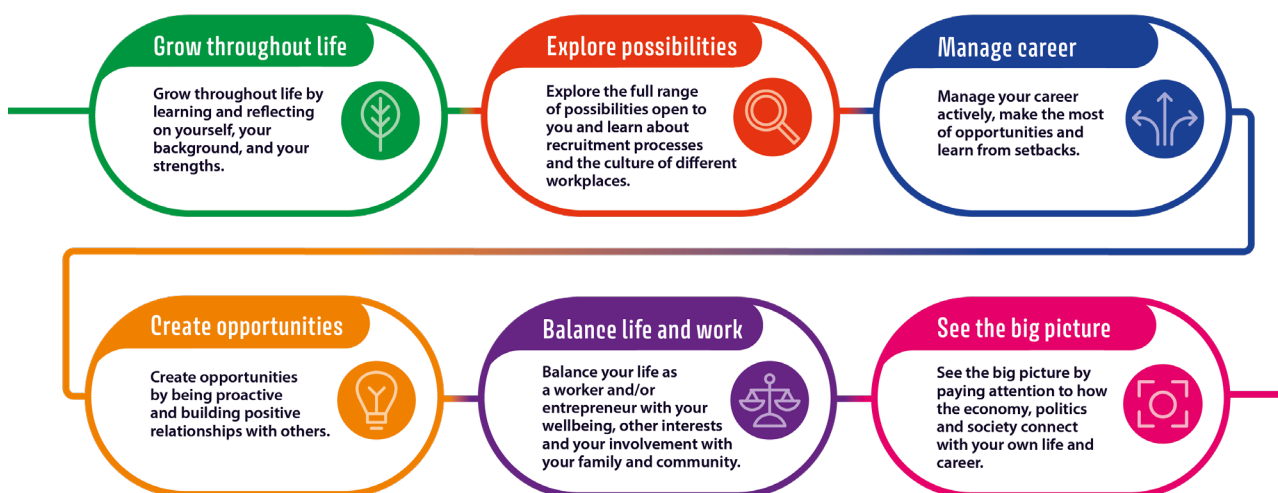 Grow throughout life
Grow throughout life by
learning and reflecting
on yourself, your
background, and your
strengths.
Explore possibilities
Explore the full range
of possibilities open to
you and learn about
recruitment processes
and the culture of different
workplaces.
Manage career
Manage your career
actively, make the most
of opportunities and
learn from setbacks.
Create opportunities
Create opportunities
by being proactive
and building positive
relationships with others.
Balance life and work
Balance your life as
a worker and/or
entrepreneur with your
wellbeing, other interests
and your involvement with
your family and community.
See the big picture
See the big picture by
paying attention to how
the economy, politics
and society connect
with your own life and
career.